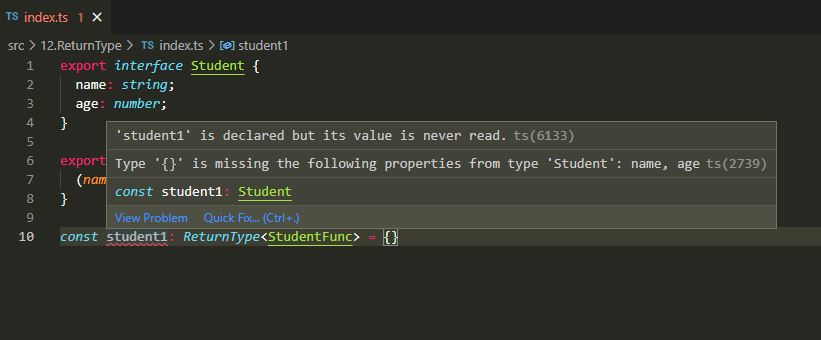 TS index.ts 1 ×
src > 12.ReturnType > TS index.ts > student1
1 export interface Student {
2 name: string;
3 age: number;
4 }
5
6 export
7 (nam
8 }
9
10 const student1: ReturnType<StudentFunc> = {}
'student1' is declared but its value is never read. ts(6133)
Type '{}' is missing the following properties from type 'Student': name, age ts(2739)
const student1: Student
View Problem Quick Fix... (Ctrl+.)